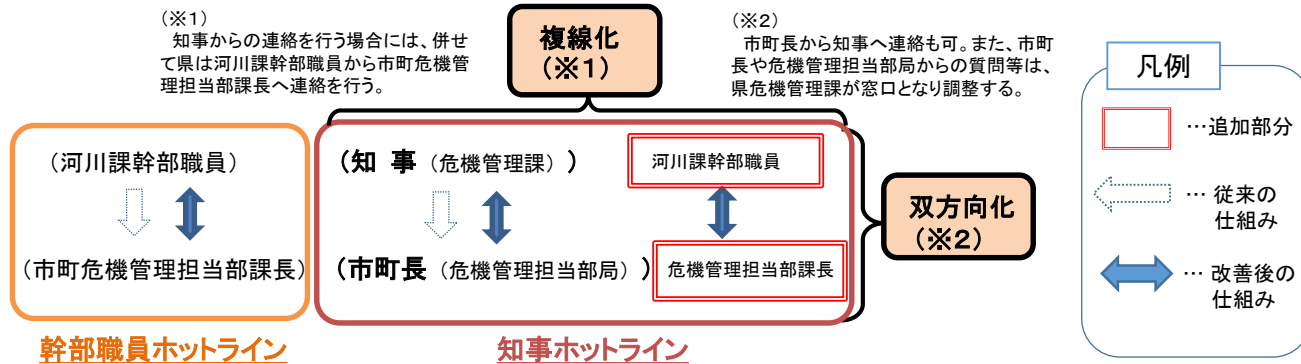 (※1)
知事からの連絡を行う場合には、併せ
て県は河川課幹部職員から市町危機管
理担当部課長へ連絡を行う。
複線化
(※1)
(※2)
市町長から知事へ連絡も可。また、市町
長や危機管理担当部局からの質問等は、
県危機管理課が窓口となり調整する。
(河川課幹部職員)
(市町危機管理担当部課長)
幹部職員ホットライン
(知 事 (危機管理課))
(市町長 (危機管理担当部局))
河川課幹部職員
危機管理担当部課長
知事ホットライン
双方向化
(※2)
凡例
…追加部分
… 従来の
仕組み
… 改善後の
仕組み